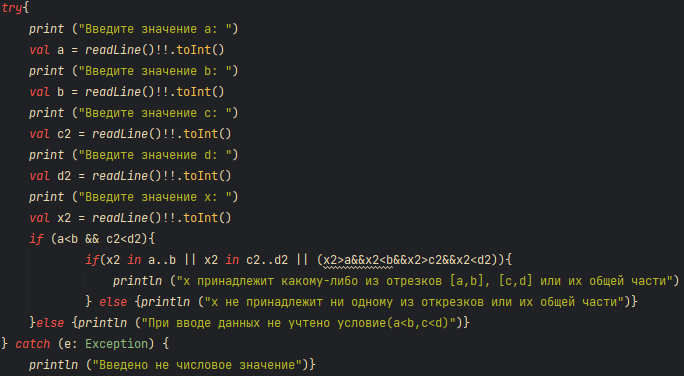 try{
print ("Введите значение a: ")
val a = readLine()!!.toInt()
print ("Введите значение b: ")
val b = readLine()!!.toInt()
print ("Введите значение c: ")
val c2 = readLine()!!.toInt()
print ("Введите значение d: ")
val d2 = readLine()!!.toInt()
print ("Введите значение x: ")
val x2 = readLine()!!.toInt()
if (a<b && c2<d2){
if(x2 in a..b || x2 in c2..d2 || (x2>a&&x2<b&&x2>c2&&x2<d2)){
println ("x принадлежит какому-либо из отрезков [a,b], [c,d] или их общей части")
} else {println ("x не принадлежит ни одному из открезков или их общей части")}
}else {println ("При вводе данных не учтено условие(a<b,c<d)")}
} catch (e: Exception) {
println ("Введено не числовое значение")}